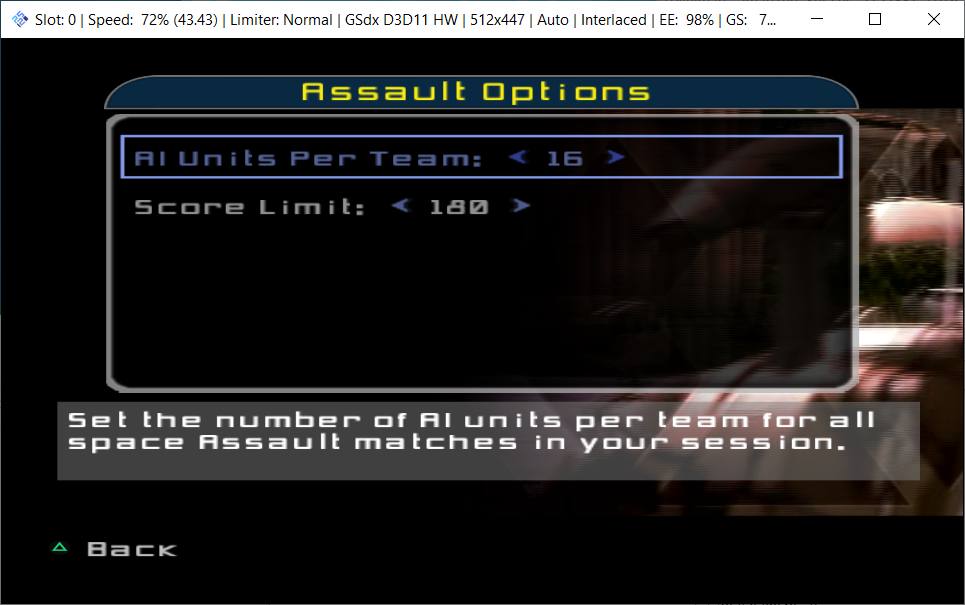 Slot: 0 | Speed: 72% (43.43) | Limiter: Normal | GSdx D3D11 HW | 512x447 | Auto | Interlaced | EE: 98% | GS: 7...
Assault Options
AI Units Per Team: < 16 >
Score Limit: < 180 >
Set the number of AI units per team for all
space Assault matches in your session.
Back